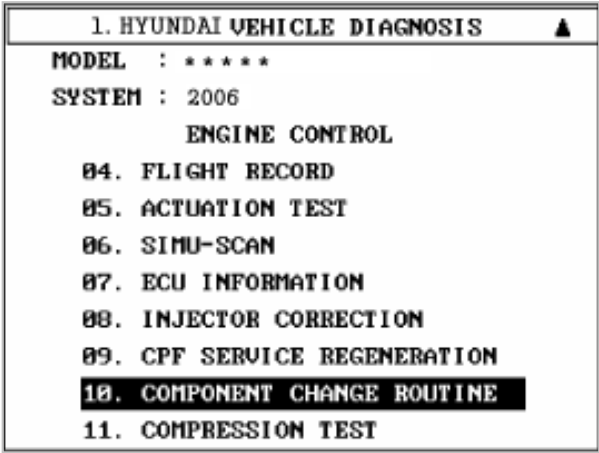 1. HYUNDAI VEHICLE DIAGNOSIS ▲
MODEL : * * * * *
SYSTEM : 2006
ENGINE CONTROL
04. FLIGHT RECORD
05. ACTUATION TEST
06. SIMU-SCAN
07. ECU INFORMATION
08. INJECTOR CORRECTION
09. CPF SERVICE REGENERATION
10. COMPONENT CHANGE ROUTINE
11. COMPRESSION TEST